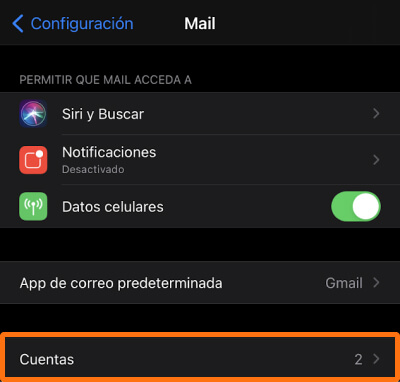 Configuración
Mail
PERMITIR QUE MAIL ACCEDA A
Siri y Buscar
Notificaciones
Desactivado
Datos celulares
App de correo predeterminada Gmail
Cuentas 2